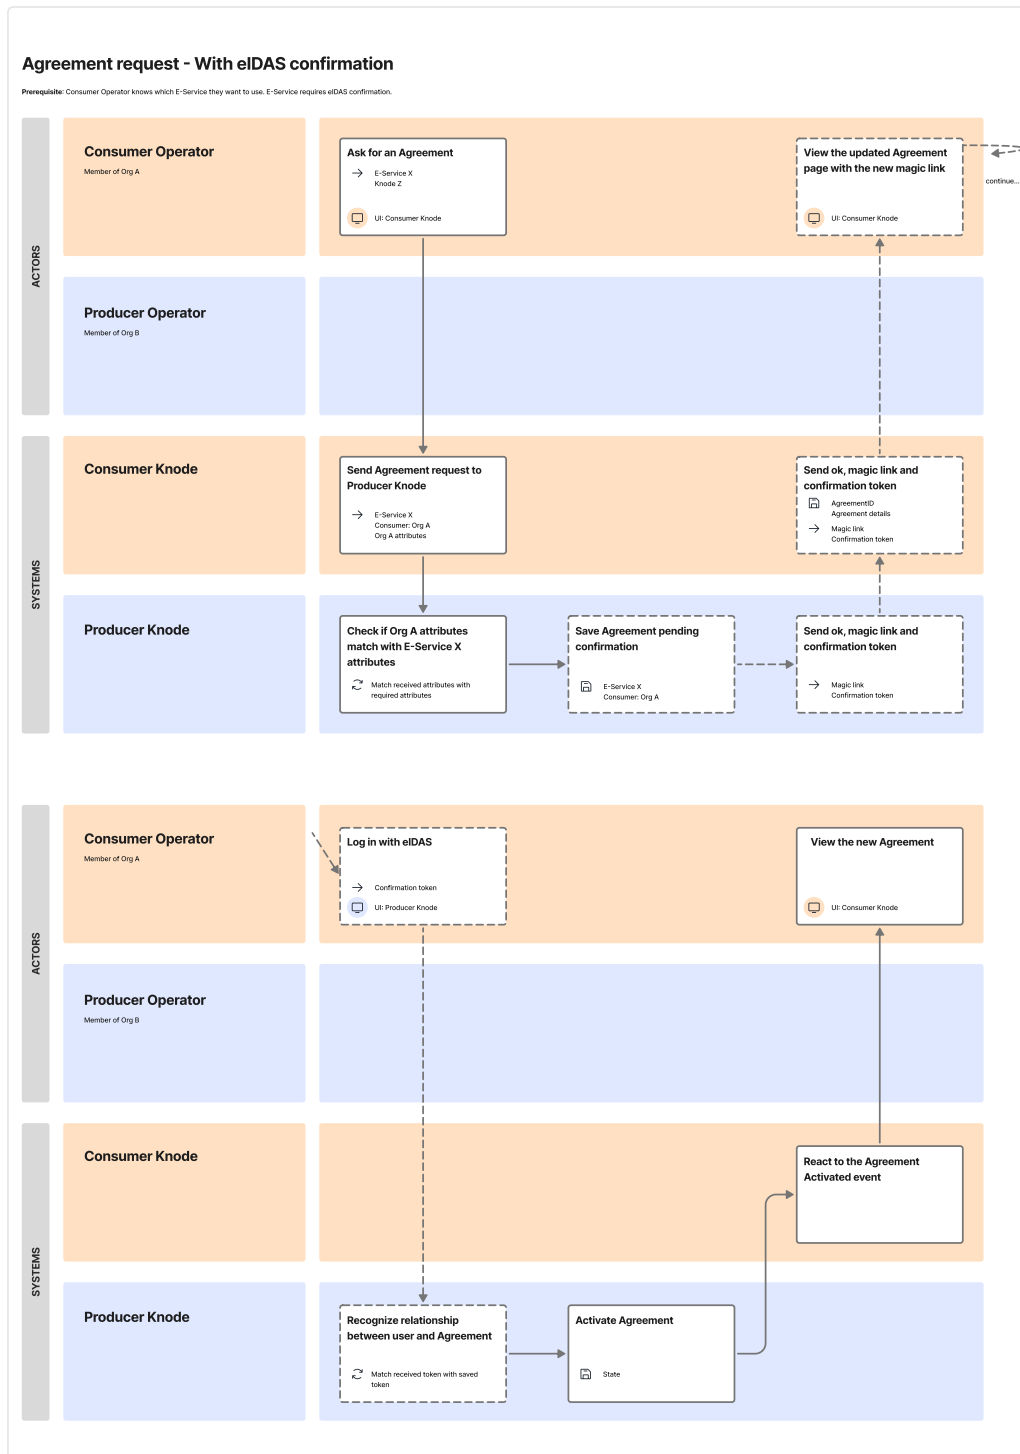 Agreement request - With eIDAS confirmation
Prerequisite: Consumer Operator knows which E-Service they want to use. E-Service requires eIDAS confirmation.
ACTORS
Consumer Operator
Member of Org A
Ask for an Agreement
E-Service X
Knode Z
UI: Consumer Knode
View the updated Agreement
page with the new magic link
UI: Consumer Knode
continue...
Producer Operator
Member of Org B
SYSTEMS
Consumer Knode
Send Agreement request to
Producer Knode
E-Service X
Consumer: Org A
Org A attributes
Send ok, magic link and
confirmation token
AgreementID
Agreement details
Magic link
Confirmation token
Producer Knode
Check if Org A attributes
match with E-Service X
attributes
Match received attributes with
required attributes
Save Agreement pending
confirmation
E-Service X
Consumer: Org A
Send ok, magic link and
confirmation token
Magic link
Confirmation token
ACTORS
Consumer Operator
Member of Org A
Log in with eIDAS
Confirmation token
UI: Producer Knode
View the new Agreement
UI: Consumer Knode
Producer Operator
Member of Org B
SYSTEMS
Consumer Knode
React to the Agreement
Activated event
Producer Knode
Recognize relationship
between user and Agreement
Match received token with saved
token
Activate Agreement
State